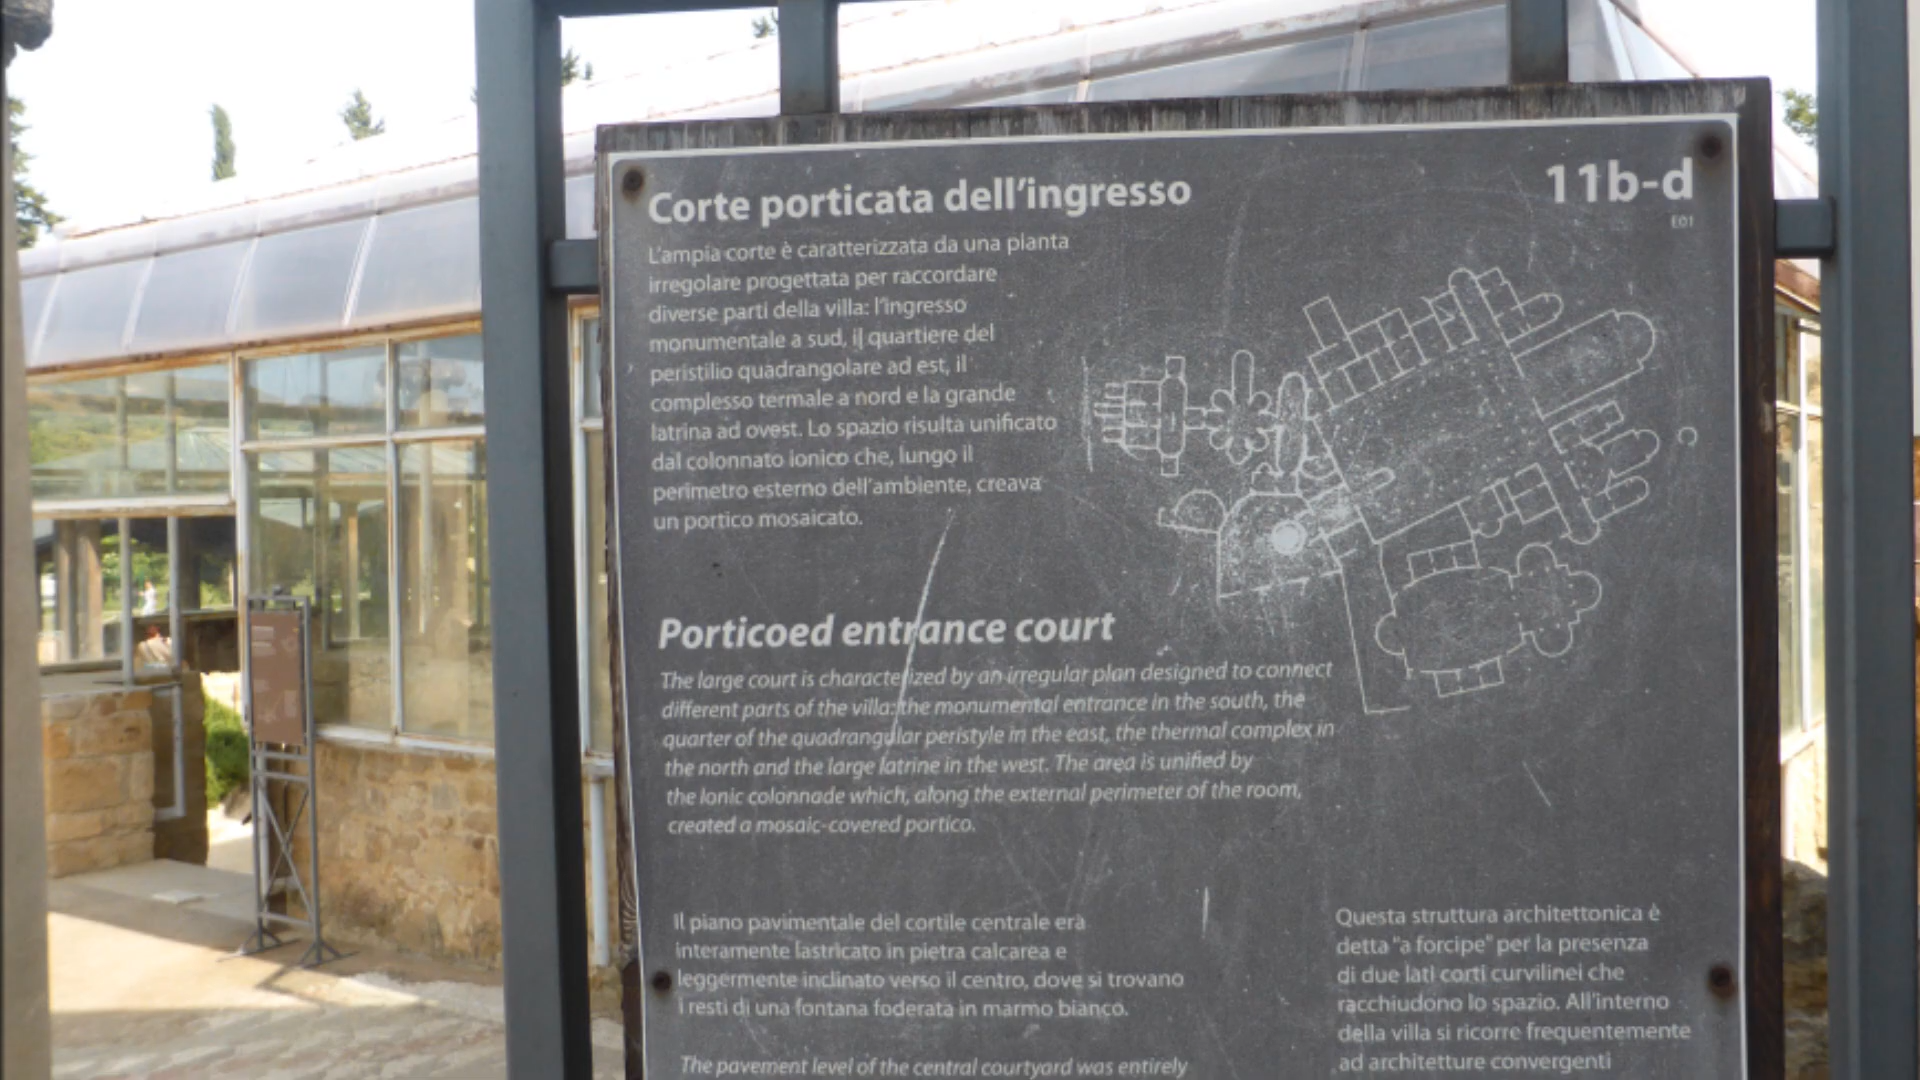 Corte porticata dell'ingresso
11b-d
E01
L'ampia corte è caratterizzata da una pianta
irregolare progettata per raccordare
diverse parti della villa: l'ingresso
monumentale a sud, il quartiere del
peristilio quadrangolare ad est, il
complesso termale a nord e la grande
latrina ad ovest. Lo spazio risulta unificato
dal colonnato ionico che, lungo il
perimetro esterno dell'ambiente, creava
un portico mosaicato.
Porticoed entrance court
The large court is characterized by an irregular plan designed to connect
different parts of the villa: the monumental entrance in the south, the
quarter of the quadrangular peristyle in the east, the thermal complex in
the north and the large latrine in the west. The area is unified by
the Ionic colonnade which, along the external perimeter of the room,
created a mosaic-covered portico.
Il piano pavimentale del cortile centrale era
interamente lastricato in pietra calcarea e
leggermente inclinato verso il centro, dove si trovano
i resti di una fontana foderata in marmo bianco.
The pavement level of the central courtyard was entirely
Questa struttura architettonica è
detta "a forcipe" per la presenza
di due lati corti curvilinei che
racchiudono lo spazio. All'interno
della villa si ricorre frequentemente
ad architetture convergenti